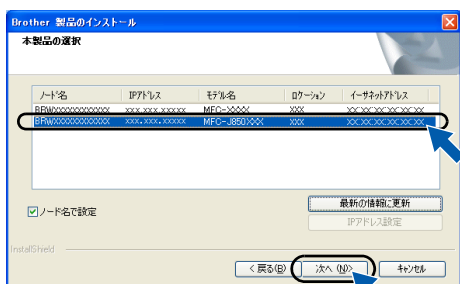 Brother 製品のインストール
本製品の選択
ノード名 IPアドレス モデル名 ロケーション イーサネットアドレス
BRWXXXXXXXXXXXX xxx.xxx.xxxxx MFC-XXXX XXX XX:XX:XX:XX:XX:XX
BRWXXXXXXXXXXXX xxx.xxx.xxxxx MFC-J850XXX XXX XX:XX:XX:XX:XX:XX
最新の情報に更新
ノード名で設定
IPアドレス設定
InstallShield
< 戻る(B) 次へ (N)> キャンセル